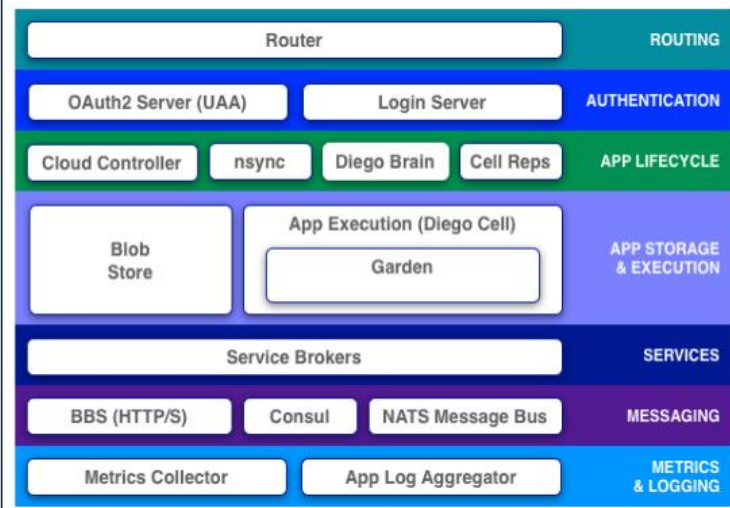 Router
ROUTING
OAuth2 Server (UAA)
Login Server
AUTHENTICATION
Cloud Controller
nsync
Diego Brain
Cell Reps
APP LIFECYCLE
Blob
Store
App Execution (Diego Cell)
Garden
APP STORAGE
& EXECUTION
Service Brokers
SERVICES
BBS (HTTP/S)
Consul
NATS Message Bus
MESSAGING
Metrics Collector
App Log Aggregator
METRICS
& LOGGING